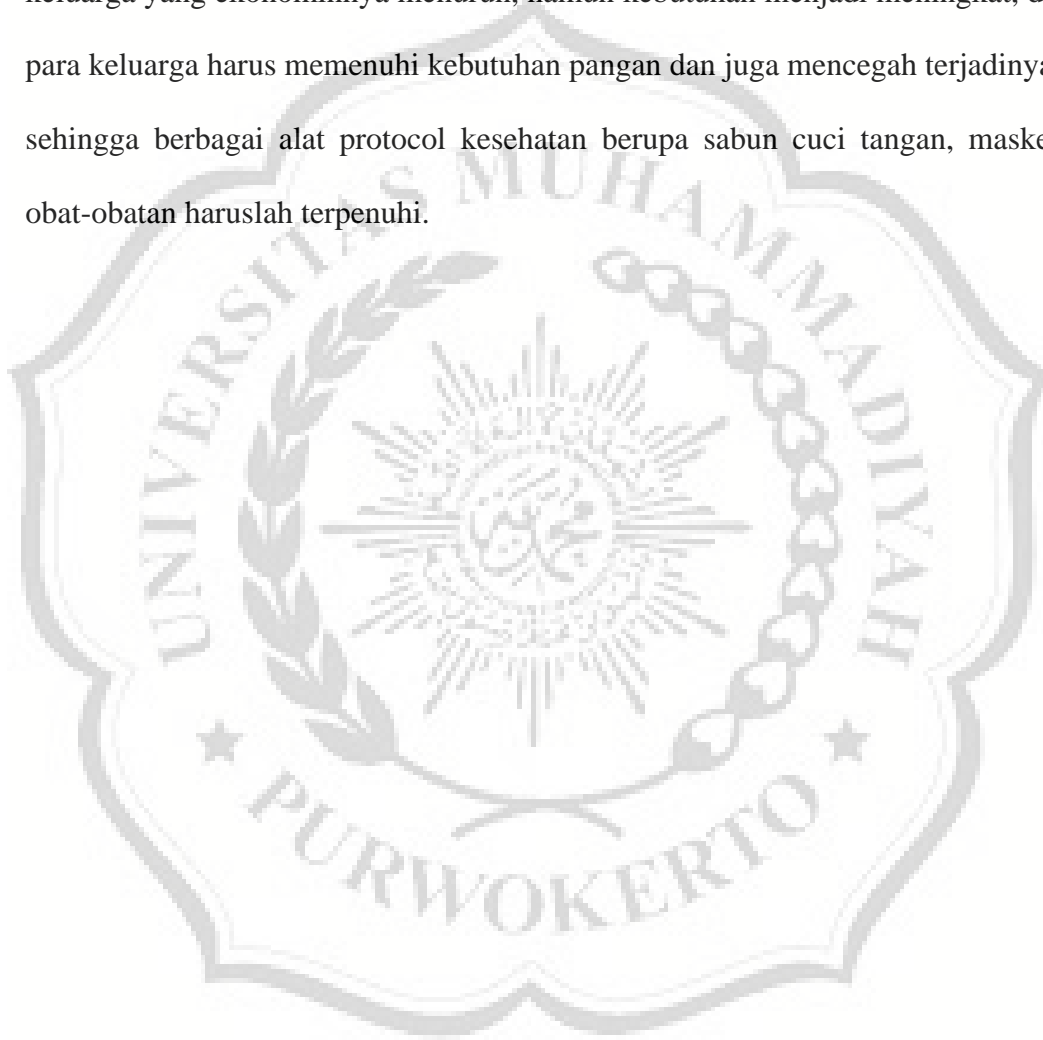 keluarga yang ekonominya menurun, namun kebutuhan menjadi meningkat,
para keluarga harus memenuhi kebutuhan pangan dan juga mencegah terjadinya
sehingga berbagai alat protocol kesehatan berupa sabun cuci tangan,
obat-obatan haruslah terpenuhi.
UNIVERSITAS MUHAMMADIYAH
محمد
PURWOKERTO